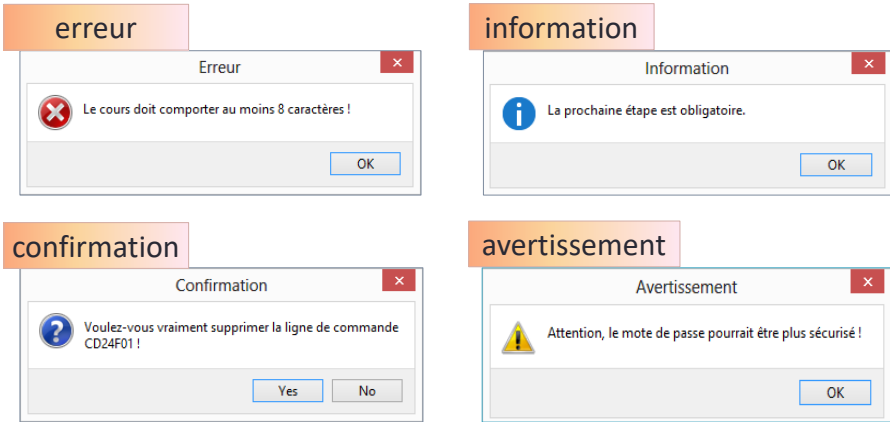 erreur
Erreur
Le cours doit comporter au moins 8 caractères !
OK
information
Information
La prochaine étape est obligatoire.
OK
confirmation
Confirmation
Voulez-vous vraiment supprimer la ligne de commande
CD24F01 !
Yes No
avertissement
Avertissement
Attention, le mote de passe pourrait être plus sécurisé !
OK